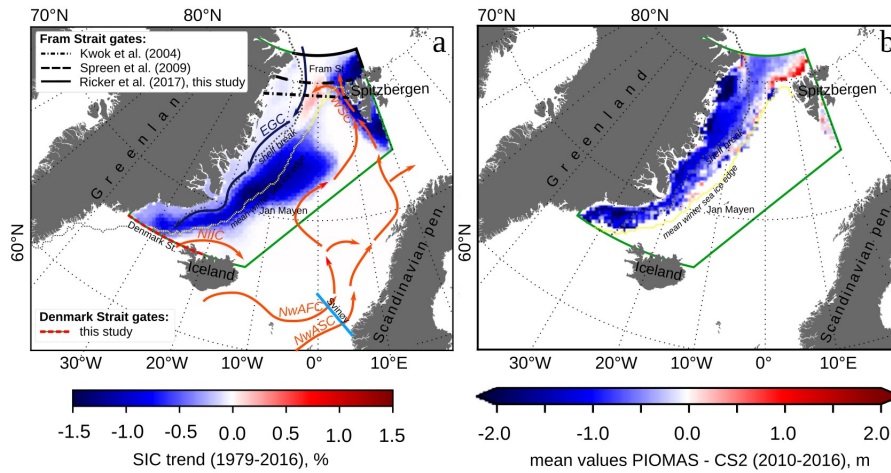 70°N
80°N
a
Fram Strait gates:
Kwok et al. (2004)
Spreen et al. (2009)
Ricker et al. (2017), this study
Fram St.
Spitzbergen
WSC
Greenland
EGC
shelf break
mean winter sea ice edge
Jan Mayen
Denmark St.
NIIC
Iceland
60°N
NwAFC
NwASC
Svinøy
Scandinavian pen.
Denmark Strait gates:
this study
30°W
20°W
10°W
0°
10°E
-1.5
-1.0
-0.5
0.0
0.5
1.0
1.5
SIC trend (1979-2016), %
70°N
80°N
b
Spitzbergen
Greenland
shelf break
mean winter sea ice edge
Jan Mayen
Iceland
60°N
Scandinavian pen.
30°W
20°W
10°W
0°
10°E
-2.0
-1.0
0.0
1.0
2.0
mean values PIOMAS - CS2 (2010-2016), m